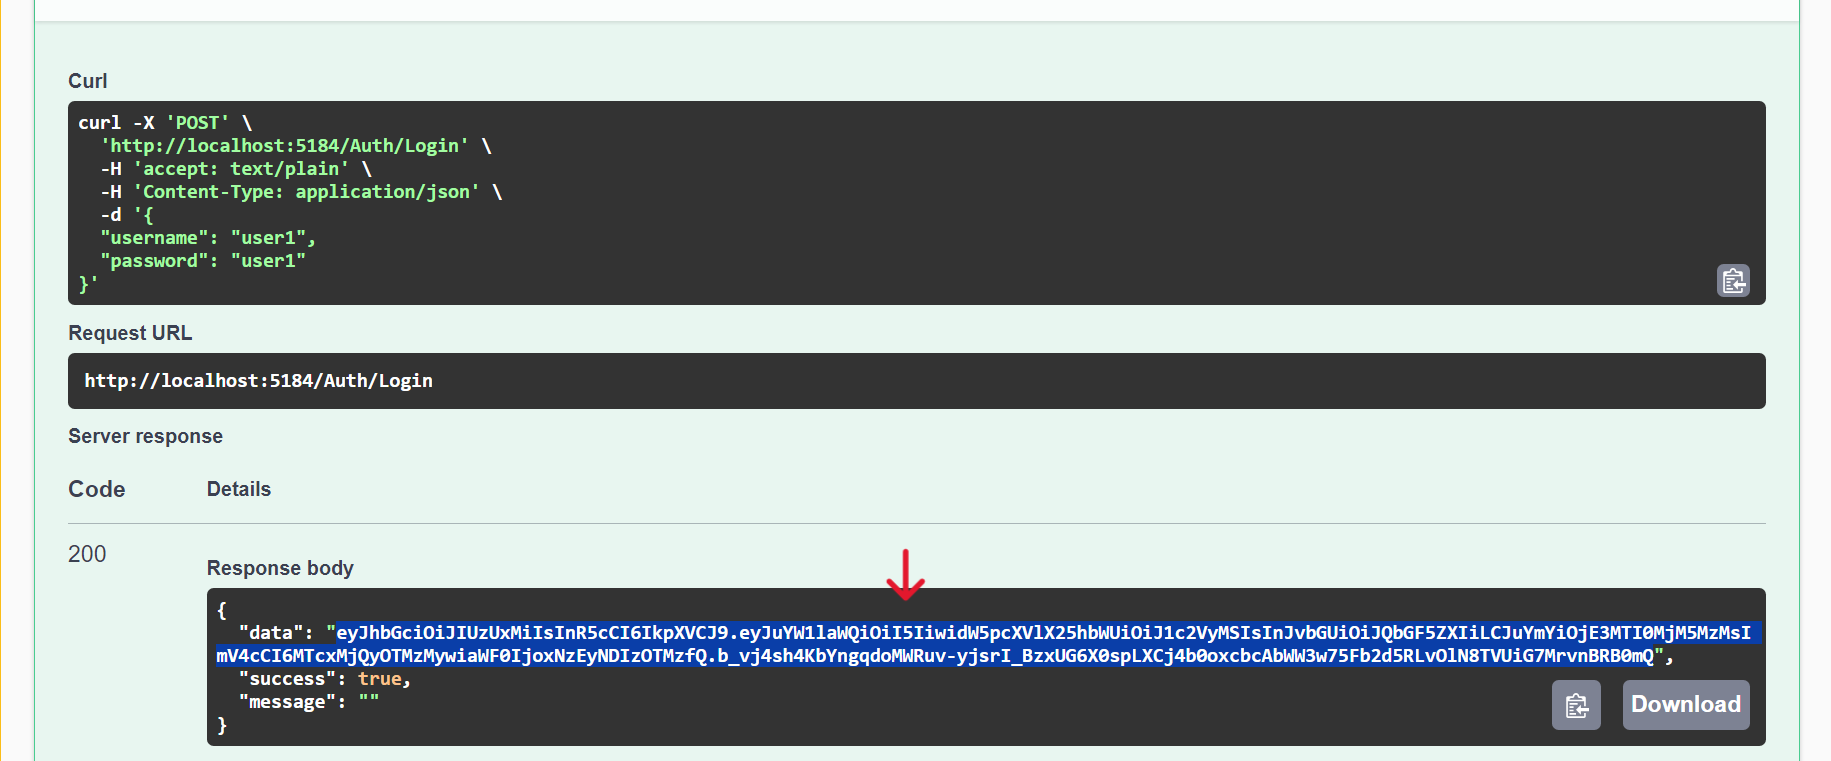 Curl
curl -X 'POST' \
'http://localhost:5184/Auth/Login' \
-H 'accept: text/plain' \
-H 'Content-Type: application/json' \
-d '{
"username": "user1",
"password": "user1"
}'
Request URL
http://localhost:5184/Auth/Login
Server response
Code Details
200
Response body
{
"data": "eyJhbGciOiJIUzUxMiIsInR5cCI6IkpXVCJ9.eyJuYW1laWQiOiI5IiwidW5pcXVlX25hbWUiOiJ1c2VyMSIsInJvbGUiOiJQbGF5ZXIiLCJuYmYiOjE3MTI0MjM5MzMsI
mV4cCI6MTcxMjQyOTMzMywiaWF0IjoxNzEyNDIzOTMzfQ.b_vj4sh4KbYngqdoMWRuv-yjsrI_BzxUG6X0spLXCj4b0oxcbcAbWW3w75Fb2d5RLvOlN8TVUiG7MrvnBRB0mQ",
"success": true,
"message": ""
}
Download